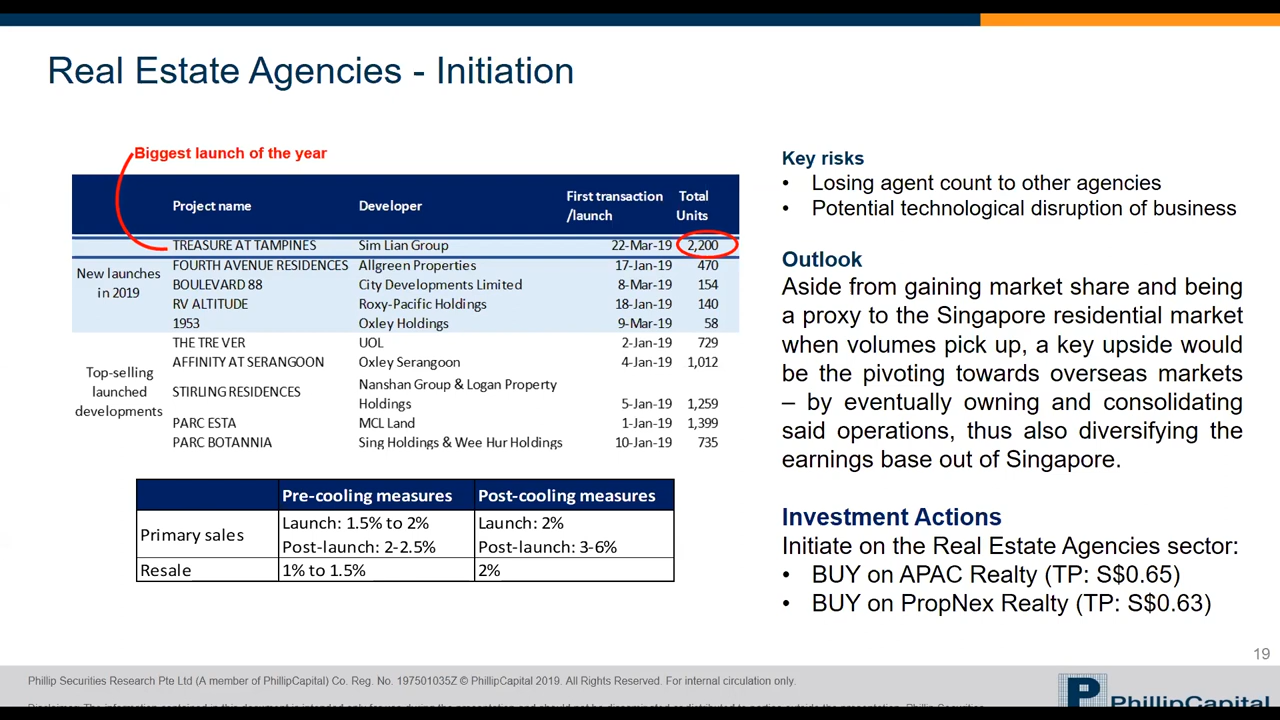 Real Estate Agencies - Initiation
Biggest launch of the year
Project name Developer First transaction /launch Total Units
New launches in 2019
TREASURE AT TAMPINES Sim Lian Group 22-Mar-19 2,200
FOURTH AVENUE RESIDENCES Allgreen Properties 17-Jan-19 470
BOULEVARD 88 City Developments Limited 8-Mar-19 154
RV ALTITUDE Roxy-Pacific Holdings 18-Jan-19 140
1953 Oxley Holdings 9-Mar-19 58
Top-selling launched developments
THE TRE VER UOL 2-Jan-19 729
AFFINITY AT SERANGOON Oxley Serangoon 4-Jan-19 1,012
STIRLING RESIDENCES Nanshan Group & Logan Property Holdings 5-Jan-19 1,259
PARC ESTA MCL Land 1-Jan-19 1,399
PARC BOTANNIA Sing Holdings & Wee Hur Holdings 10-Jan-19 735
Pre-cooling measures Post-cooling measures
Primary sales
Launch: 1.5% to 2% Launch: 2%
Post-launch: 2-2.5% Post-launch: 3-6%
Resale 1% to 1.5% 2%
Key risks
• Losing agent count to other agencies
• Potential technological disruption of business
Outlook
Aside from gaining market share and being
a proxy to the Singapore residential market
when volumes pick up, a key upside would
be the pivoting towards overseas markets
– by eventually owning and consolidating
said operations, thus also diversifying the
earnings base out of Singapore.
Investment Actions
Initiate on the Real Estate Agencies sector:
• BUY on APAC Realty (TP: S$0.65)
• BUY on PropNex Realty (TP: S$0.63)
19
Phillip Securities Research Pte Ltd (A member of PhillipCapital) Co. Reg. No. 197501035Z © PhillipCapital 2019. All Rights Reserved. For internal circulation only.
PhillipCapital